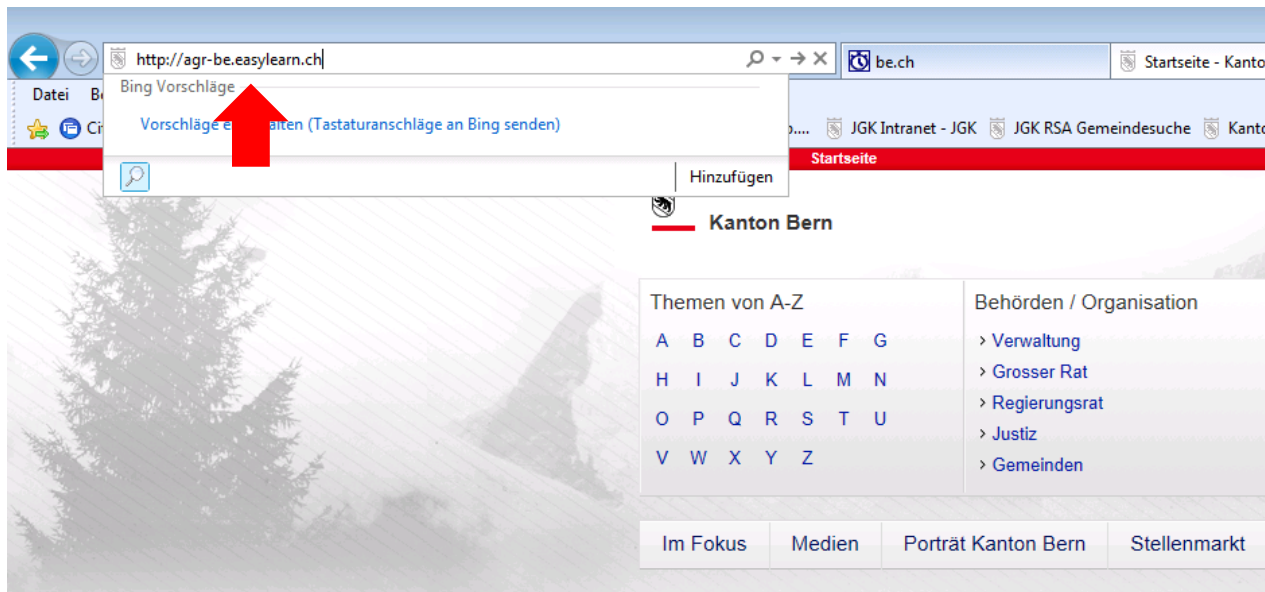 http://agr-be.easylearn.ch
be.ch
Startseite - Kanto
Bing Vorschläge
Datei
Vorschläge e alten (Tastaturanschläge an Bing senden)
JGK Intranet - JGK
JGK RSA Gemeindesuche
Kanto
Startseite
Hinzufügen
Kanton Bern
Themen von A-Z
A B C D E F G
H I J K L M N
O P Q R S T U
V W X Y Z
Behörden / Organisation
› Verwaltung
› Grosser Rat
› Regierungsrat
› Justiz
› Gemeinden
Im Fokus
Medien
Porträt Kanton Bern
Stellenmarkt